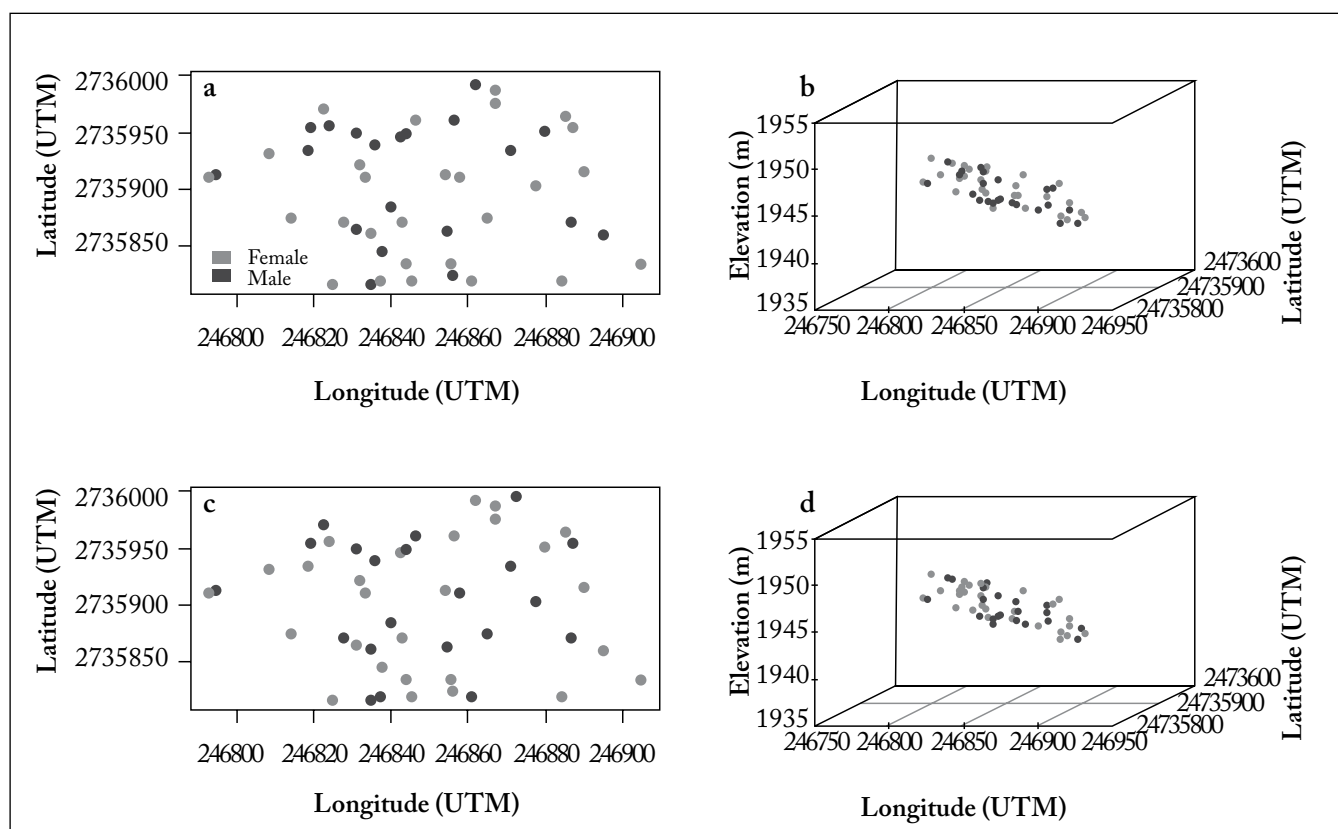 a
Latitude (UTM)
2736000
2735950
2735900
2735850
Female
Male
246800 246820 246840 246860 246880 246900
Longitude (UTM)
b
Elevation (m)
1955
1950
1945
1940
1935
246750 246800 246850 246900 246950
Longitude (UTM)
2473600
24735900
24735800
Latitude (UTM)
c
Latitude (UTM)
2736000
2735950
2735900
2735850
246800 246820 246840 246860 246880 246900
Longitude (UTM)
d
Elevation (m)
1955
1950
1945
1940
1935
246750 246800 246850 246900 246950
Longitude (UTM)
2473600
24735900
24735800
Latitude (UTM)